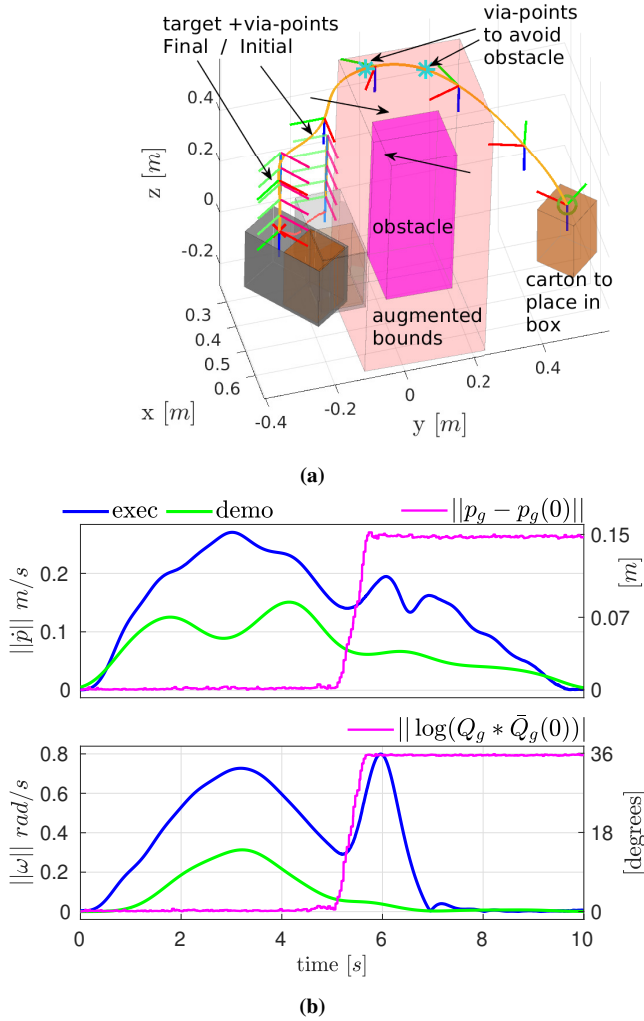 target +via-points
Final / Initial
via-points
to avoid
obstacle
0.4
0.2
0
-0.2
z [m]
obstacle
augmented
bounds
carton to
place in
box
0.3
0.4
0.5
0.6
x [m]
-0.4
-0.2
0
0.2
0.4
y [m]
(a)
exec demo ||p_g − p_g(0)||
0.2
0.1
0
||ṗ|| m/s
0.15
0.07
0
[m]
|| log(Q_g * Q̄_g(0))|
0.8
0.6
0.4
0.2
0
||ω|| rad/s
36
18
0
[degrees
0 2 4 6 8 10
time [s]
(b)